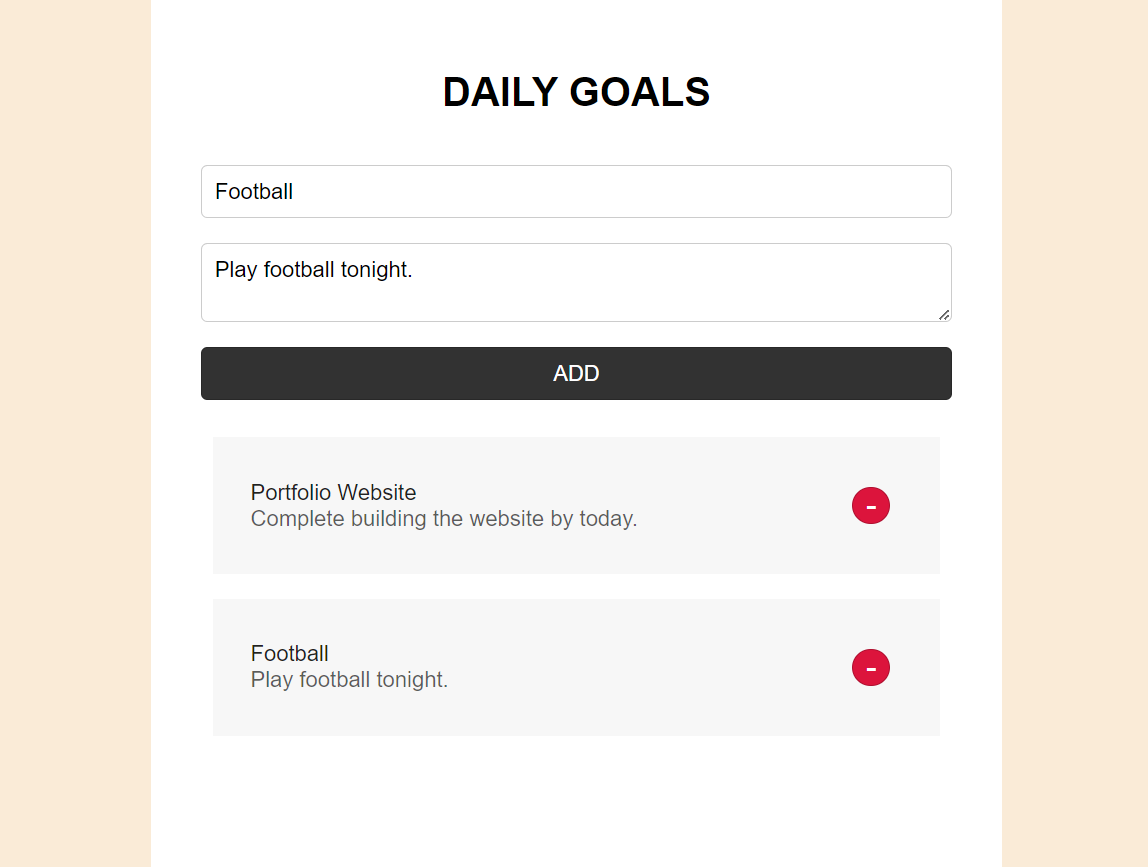 DAILY GOALS
Football
Play football tonight.
ADD
Portfolio Website
Complete building the website by today.
-
Football
Play football tonight.
-